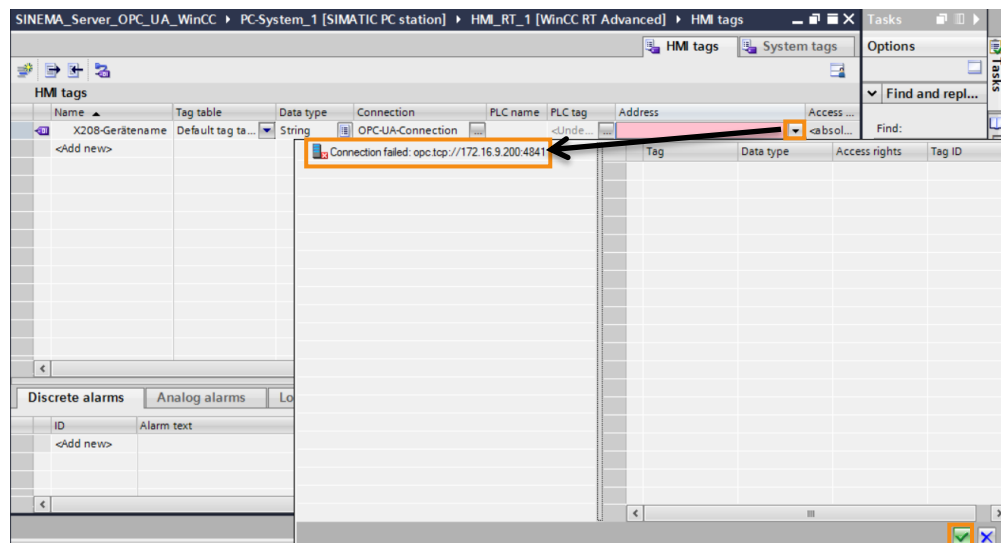 SINEMA_Server_OPC_UA_WinCC ▸ PC-System_1 [SIMATIC PC station] ▸ HMI_RT_1 [WinCC RT Advanced] ▸ HMI tags
Tasks
HMI tags System tags
Options
HMI tags
Find and repl...
Tasks
Name Tag table Data type Connection PLC name PLC tag Address Access ...
X208-Gerätename Default tag ta... String OPC-UA-Connection <Unde... <absol...
Find:
<Add new>
Connection failed: opc.tcp://172.16.9.200:4841
Tag Data type Access rights Tag ID
Discrete alarms Analog alarms Lo
ID Alarm text
<Add new>